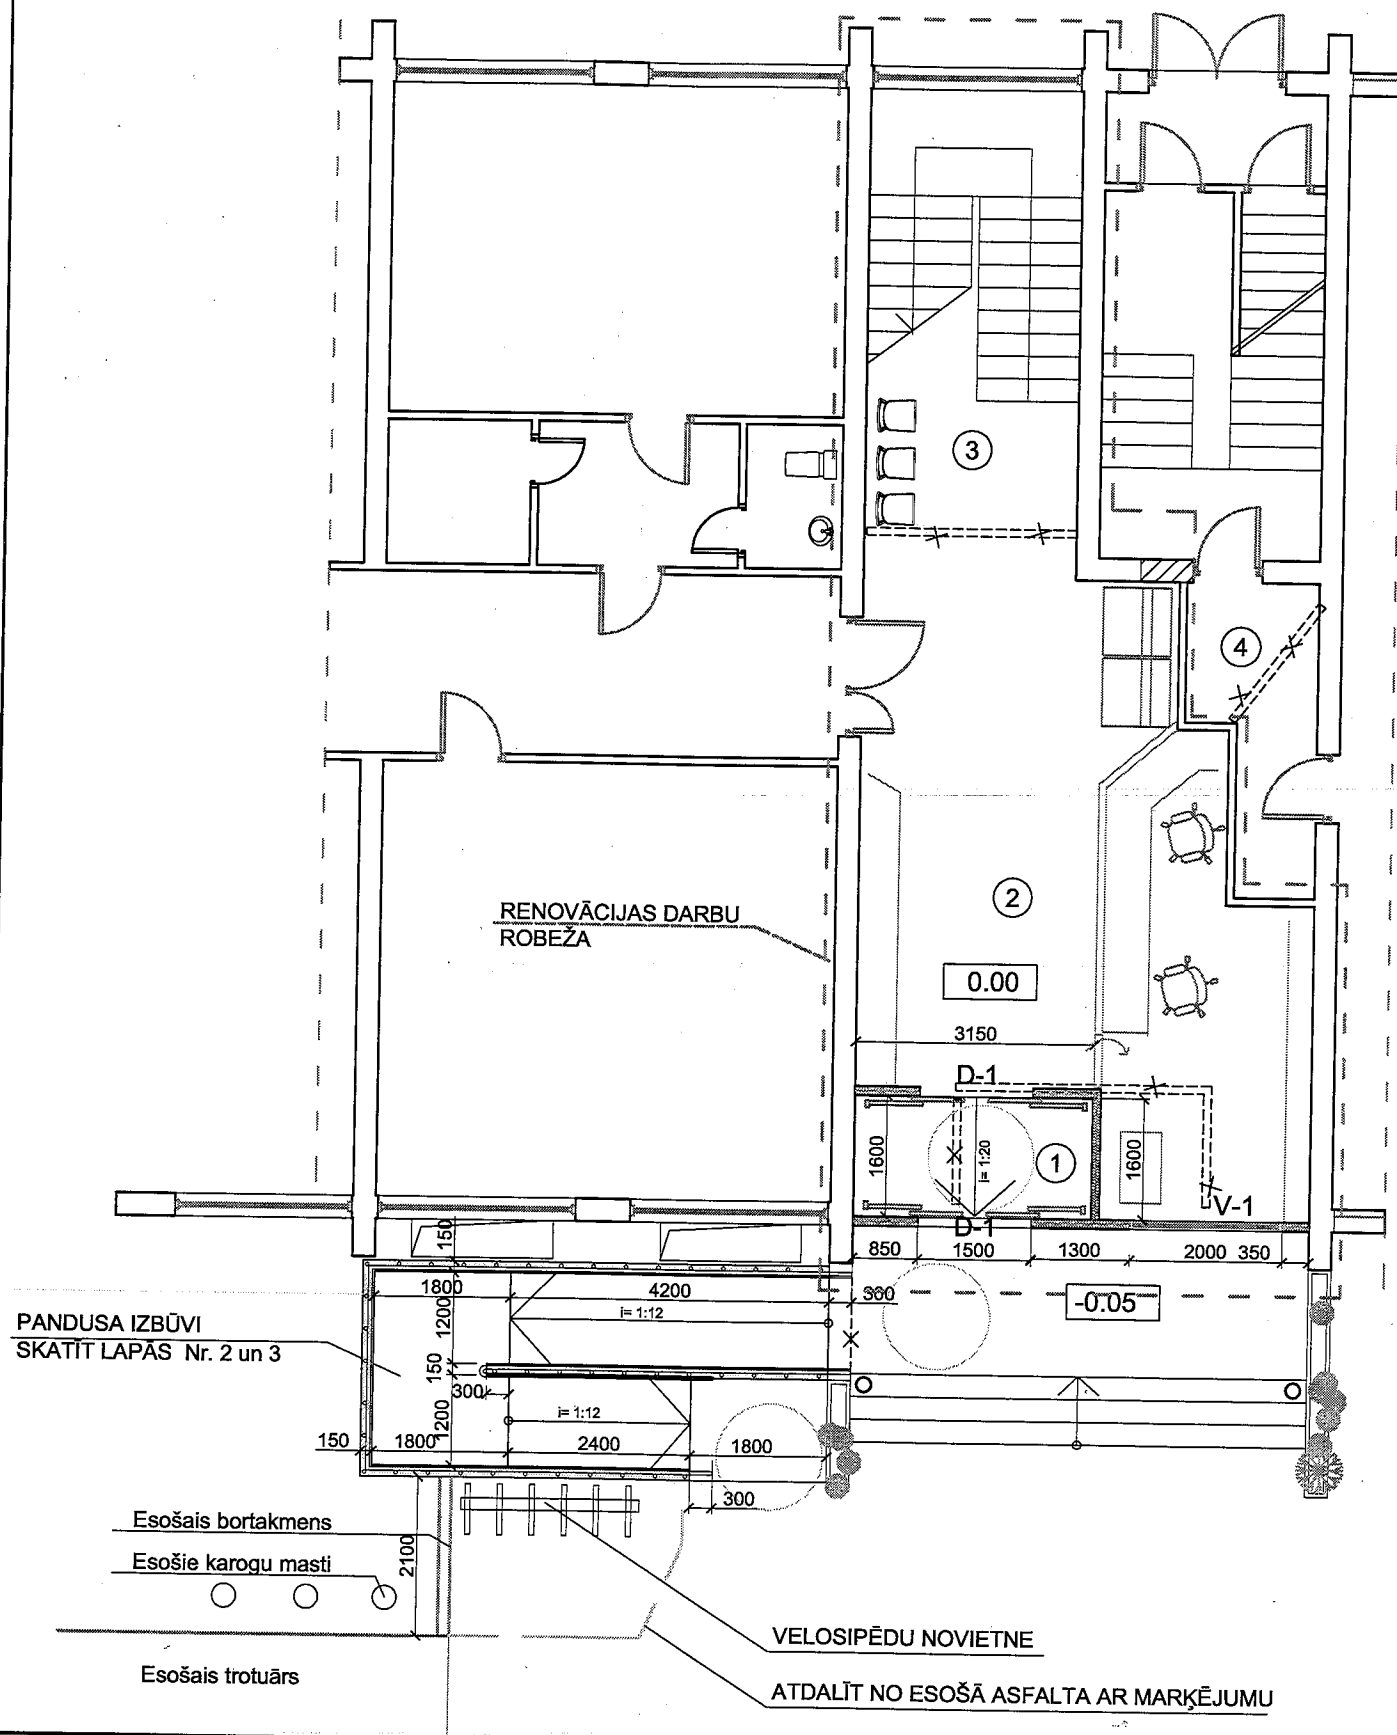 3
4
RENOVĀCIJAS DARBU
ROBEŽA
2
0.00
3150
D-1
1600
i= 1:20
1
1600
V-1
D-1
150
850
1500
1300
2000
350
1800
4200
300
-0.05
i= 1:12
1200
PANDUSA IZBŪVI
SKATĪT LAPĀS Nr. 2 un 3
150
300
1200
i= 1:12
150
1800
2400
1800
300
Esošais bortakmens
Esošie karogu masti
2100
VELOSIPĒDU NOVIETNE
Esošais trotuārs
ATDALĪT NO ESOŠĀ ASFALTA AR MARĶĒJUMU